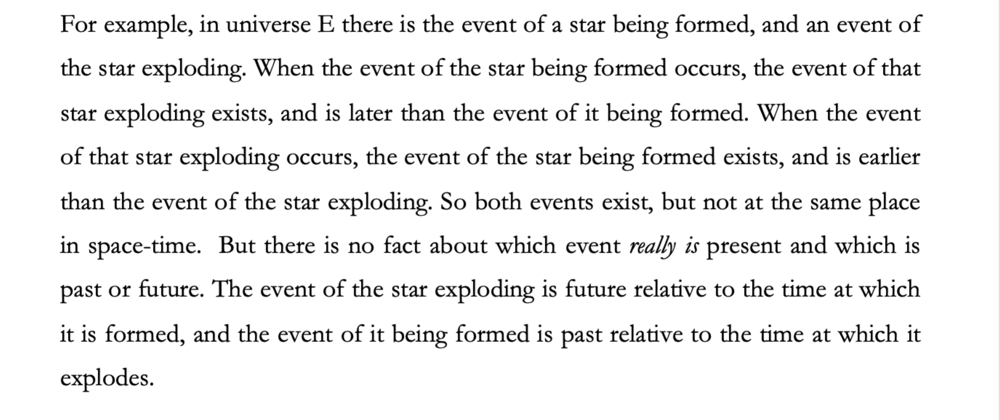 For example, in universe E there is the event of a star being formed, and an event of
the star exploding. When the event of the star being formed occurs, the event of that
star exploding exists, and is later than the event of it being formed. When the event
of that star exploding occurs, the event of the star being formed exists, and is earlier
than the event of the star exploding. So both events exist, but not at the same place
in space-time.  But there is no fact about which event really is present and which is
past or future. The event of the star exploding is future relative to the time at which
it is formed, and the event of it being formed is past relative to the time at which it
explodes.